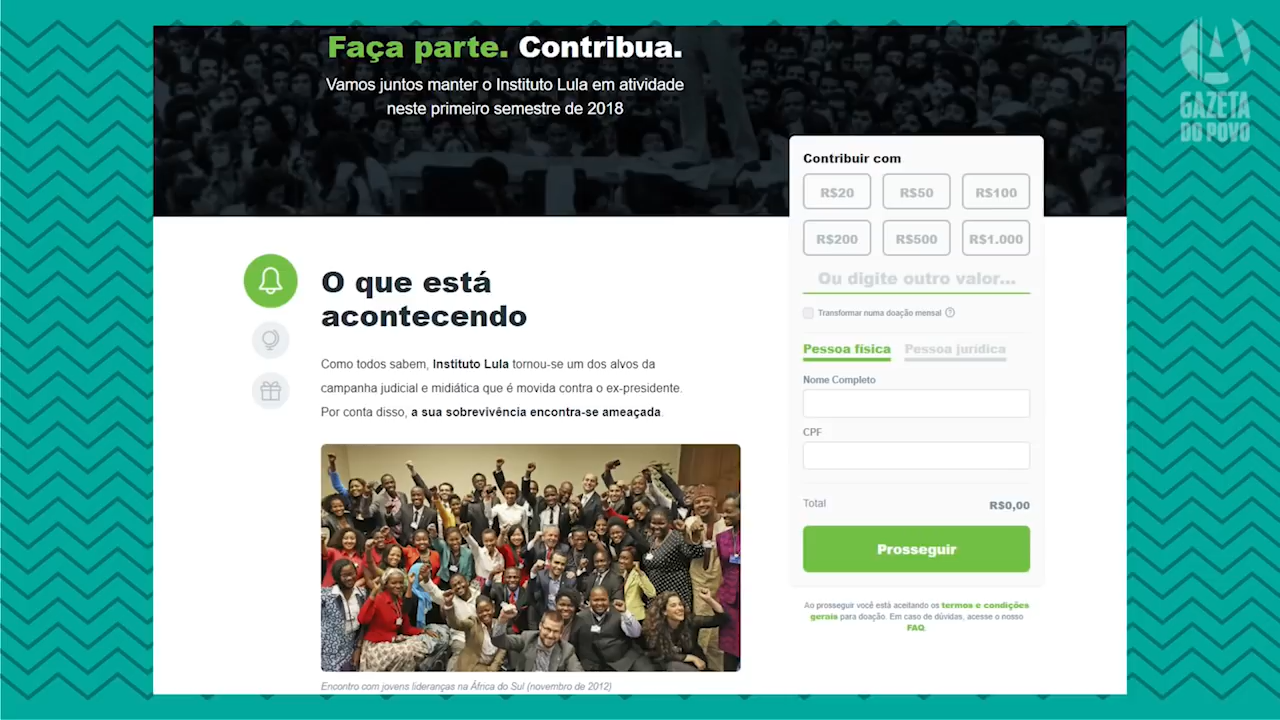 Faça parte. Contribua.
Vamos juntos manter o Instituto Lula em atividade
neste primeiro semestre de 2018
GAZETA
DO POVO
O que está
acontecendo
Como todos sabem, Instituto Lula tornou-se um dos alvos da
campanha judicial e midiática que é movida contra o ex-presidente.
Por conta disso, a sua sobrevivência encontra-se ameaçada.
Encontro com jovens lideranças na África do Sul (novembro de 2012)
Contribuir com
R$20 R$50 R$100
R$200 R$500 R$1.000
Ou digite outro valor...
Transformar numa doação mensal ?
Pessoa física Pessoa jurídica
Nome Completo
CPF
Total R$0,00
Prosseguir
Ao prosseguir você está aceitando os termos e condições
gerais para doação. Em caso de dúvidas, acesse o nosso
FAQ.